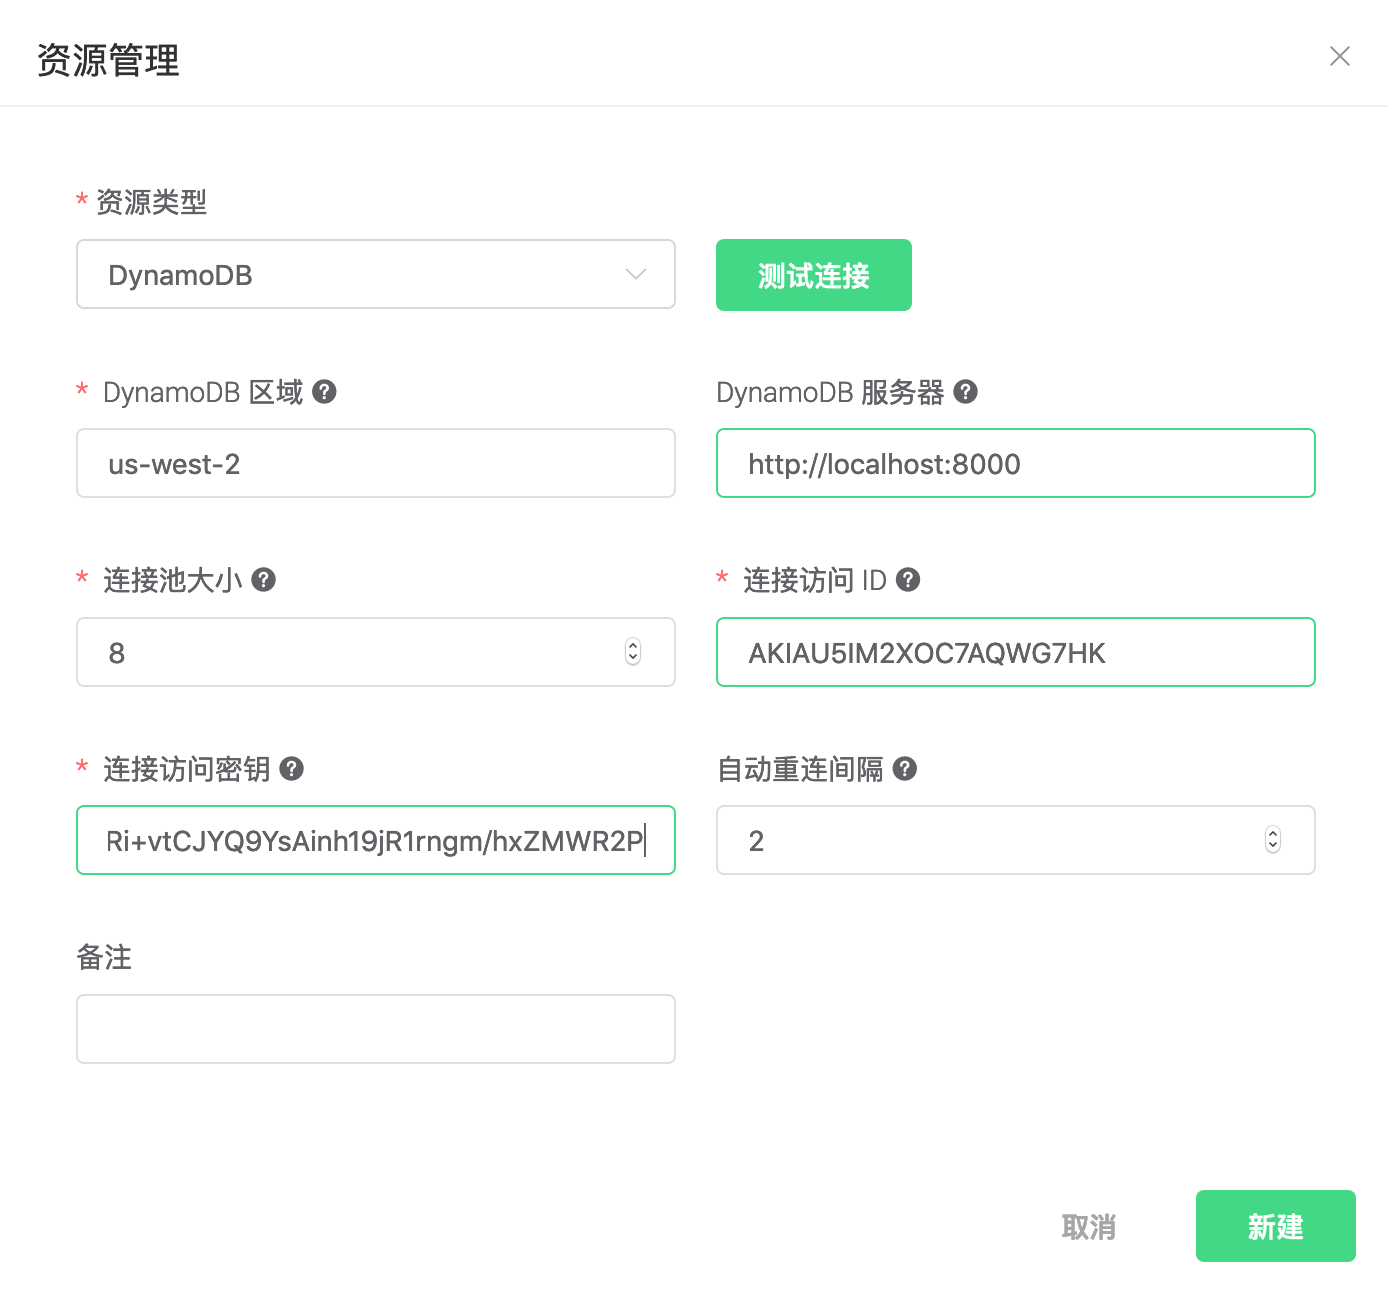 资源管理
* 资源类型
DynamoDB
测试连接
* DynamoDB 区域
DynamoDB 服务器
us-west-2
http://localhost:8000
* 连接池大小
* 连接访问 ID
8
AKIAU5IM2XOC7AQWG7HK
* 连接访问密钥
自动重连间隔
Ri+vtCJYQ9YsAinh19jR1rngm/hxZMWR2P
2
备注
取消
新建